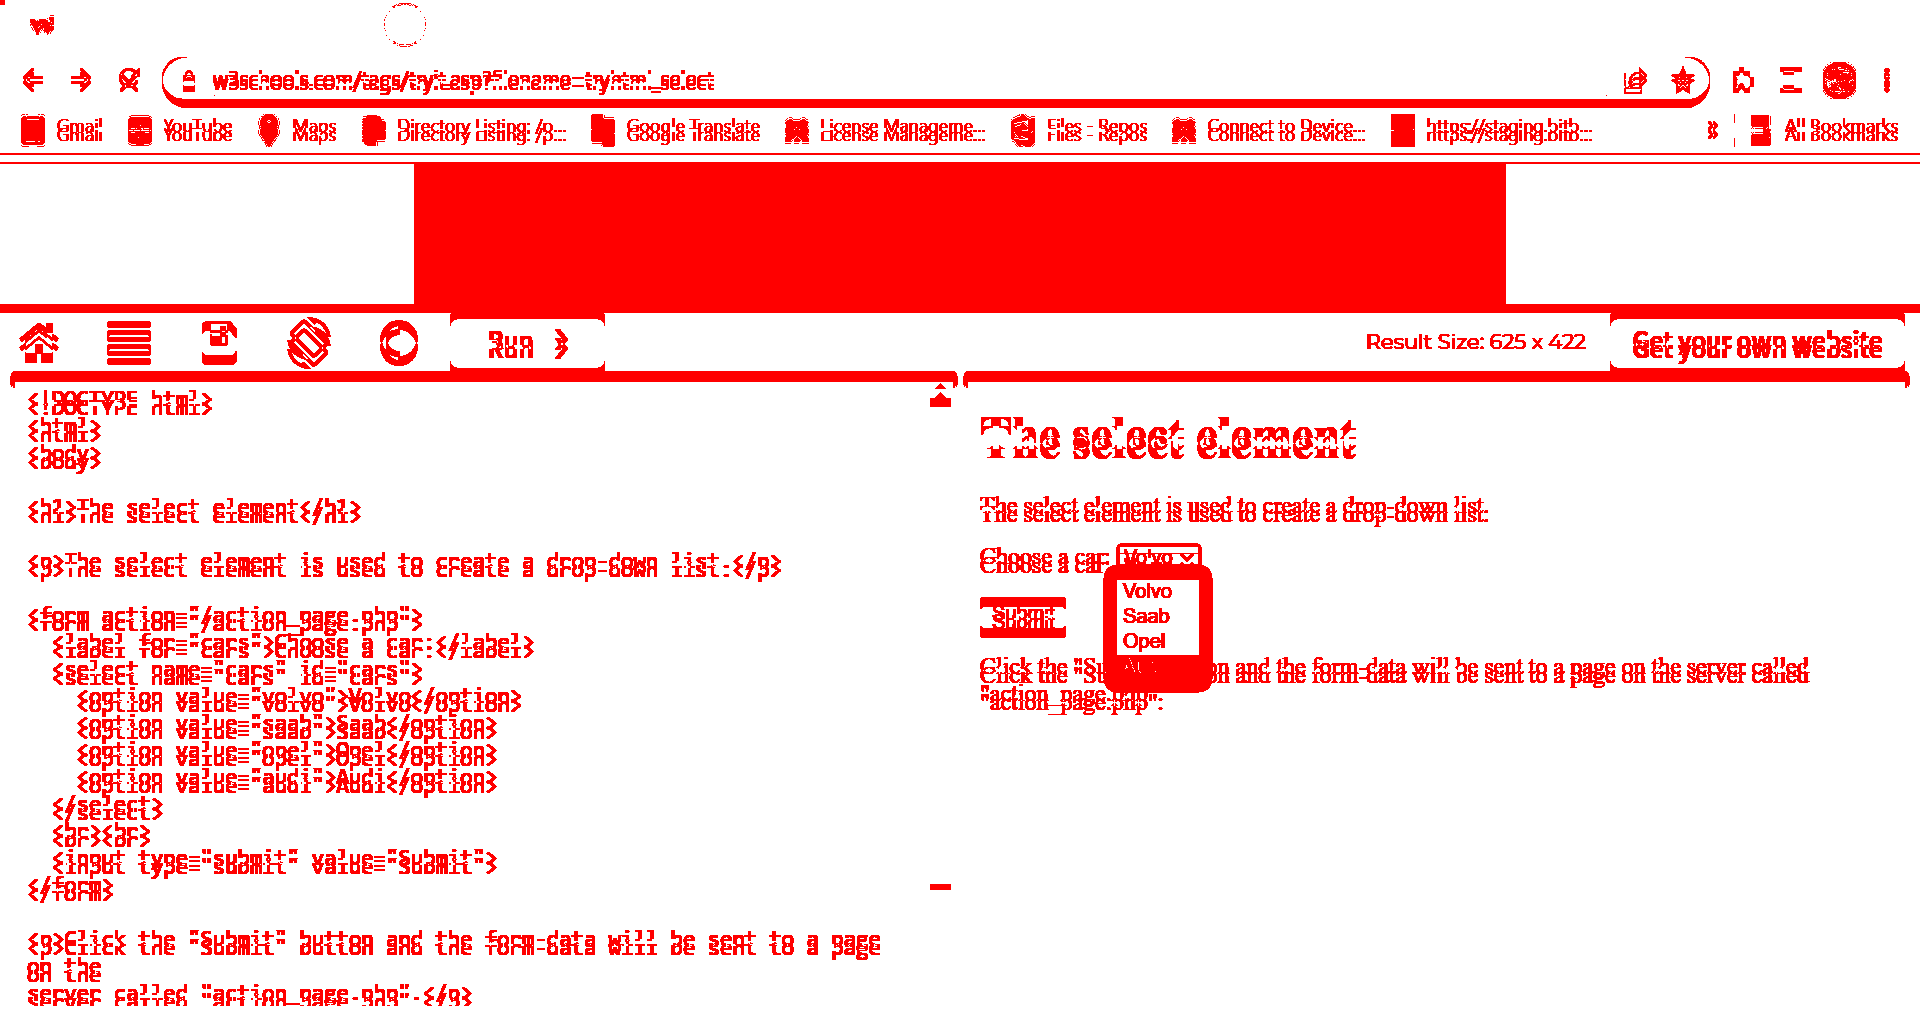 w3schools.com/tags/tryit.asp?filename=tryhtml_select
Gmail YouTube Maps Directory Listing: /p... Google Translate License Manageme... Files - Repos Connect to Device... https://staging.bitb... All Bookmarks
Run Result Size: 625 x 422 Get your own website
<!DOCTYPE html>
<html>
<body>
<h1>The select element</h1>
<p>The select element is used to create a drop-down list.</p>
<form action="/action_page.php">
<label for="cars">Choose a car:</label>
<select name="cars" id="cars">
<option value="volvo">Volvo</option>
<option value="saab">Saab</option>
<option value="opel">Opel</option>
<option value="audi">Audi</option>
</select>
<br><br>
<input type="submit" value="Submit">
</form>
<p>Click the "Submit" button and the form-data will be sent to a page
on the
server called "action_page.php".</p>
The select element
The select element is used to create a drop-down list.
Choose a car: Volvo
Volvo
Saab
Opel
Submit
Click the "Su on and the form-data will be sent to a page on the server called
"action_page.php".